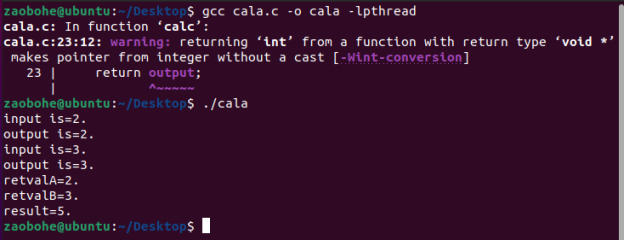 zaobohe@ubuntu:~/Desktop$ gcc cala.c -o cala -lpthread
cala.c: In function ‘calc’:
cala.c:23:12: warning: returning ‘int’ from a function with return type ‘void *’
 makes pointer from integer without a cast [-Wint-conversion]
   23 |     return output;
      |            ^~~~~~
zaobohe@ubuntu:~/Desktop$ ./cala
input is=2.
output is=2.
input is=3.
output is=3.
retvalA=2.
retvalB=3.
result=5.
zaobohe@ubuntu:~/Desktop$